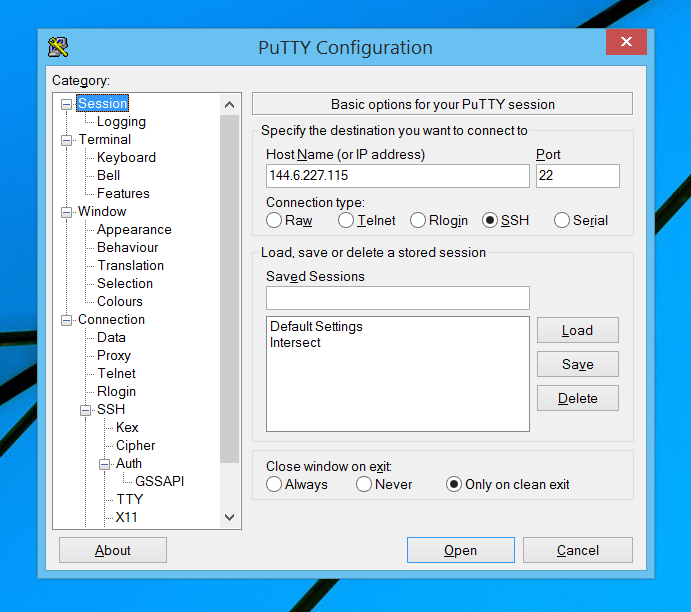 PuTTY Configuration
Category:
Session
Logging
Terminal
Keyboard
Bell
Features
Window
Appearance
Behaviour
Translation
Selection
Colours
Connection
Data
Proxy
Telnet
Rlogin
SSH
Kex
Cipher
Auth
GSSAPI
TTY
X11
Basic options for your PuTTY session
Specify the destination you want to connect to
Host Name (or IP address) Port
144.6.227.115 22
Connection type:
Raw Telnet Rlogin SSH Serial
Load, save or delete a stored session
Saved Sessions
Default Settings
Intersect
Load
Save
Delete
Close window on exit:
Always Never Only on clean exit
About Open Cancel